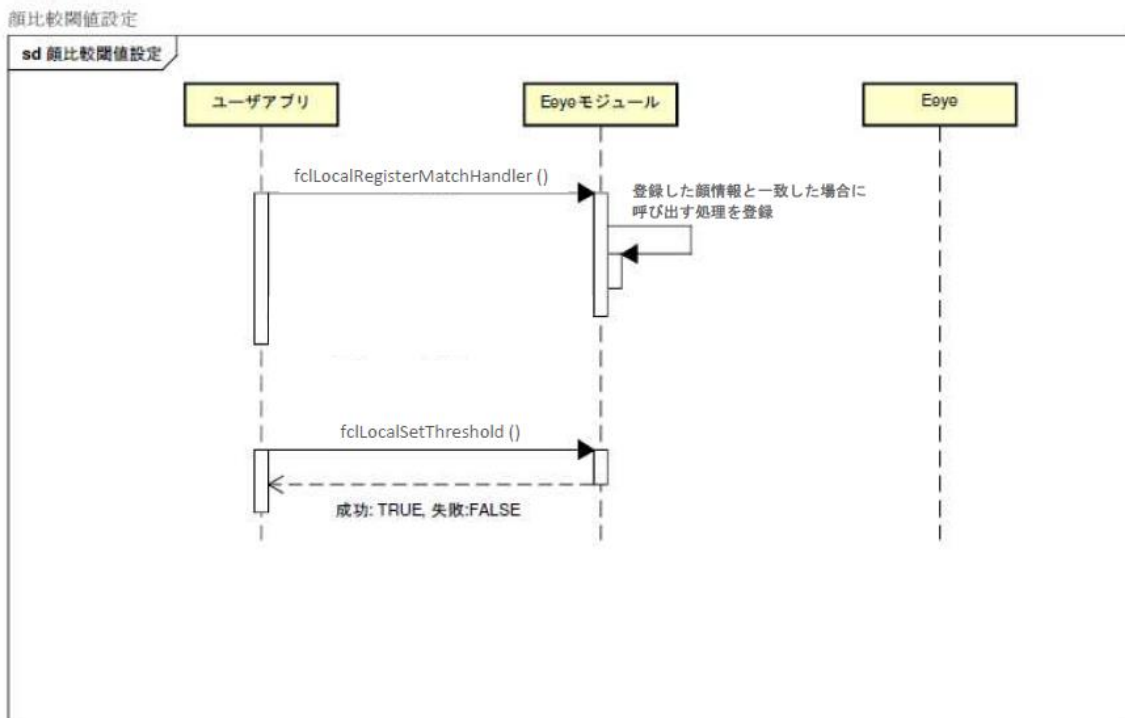 顔比較閾値設定
sd 顔比較閾値設定
ユーザアプリ
Eeyeモジュール
Eeye
fclLocalRegisterMatchHandler ()
登録した顔情報と一致した場合に
呼び出す処理を登録
fclLocalSetThreshold ()
成功: TRUE, 失敗:FALSE